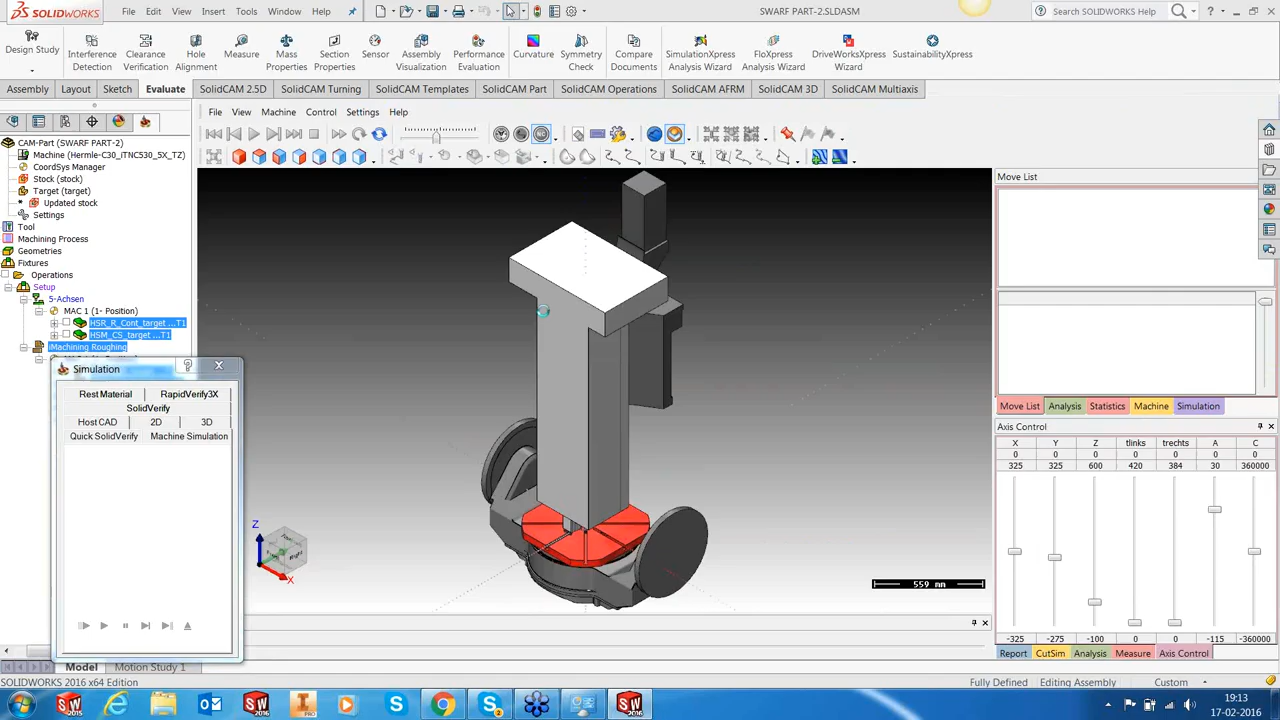 SOLIDWORKS File Edit View Insert Tools Window Help SWARF PART-2.SLDASM Search SOLIDWORKS Help
Design Study
Interference Detection
Clearance Verification
Hole Alignment
Measure
Mass Properties
Section Properties
Sensor
Assembly Visualization
Performance Evaluation
Curvature
Symmetry Check
Compare Documents
SimulationXpress Analysis Wizard
FloXpress Analysis Wizard
DriveWorksXpress Wizard
SustainabilityXpress
Assembly Layout Sketch Evaluate SolidCAM 2.5D SolidCAM Turning SolidCAM Templates SolidCAM Part SolidCAM Operations SolidCAM AFRM SolidCAM 3D SolidCAM Multiaxis
File View Machine Control Settings Help
CAM-Part (SWARF PART-2)
Machine (Hermle-C30_iTNC530_5X_TZ)
CoordSys Manager
Stock (stock)
Target (target)
Updated stock
Settings
Tool
Machining Process
Geometries
Fixtures
Operations
Setup
5-Achsen
MAC 1 (1- Position)
HSR_R_Cont_target ...T1
HSM_CS_target ...T1
iMachining Roughing
Simulation
Rest Material RapidVerify3X
SolidVerify
Host CAD 2D 3D
Quick SolidVerify Machine Simulation
Z
X
559 mm
Move List
Move List Analysis Statistics Machine Simulation
Axis Control
X Y Z tlinks trechts A C
0 0 0 0 0 0 0
325 325 600 420 384 30 360000
-325 -275 -100 0 0 -115 -360000
Report CutSim Analysis Measure Axis Control
Model Motion Study 1
SOLIDWORKS 2016 x64 Edition Fully Defined Editing Assembly Custom
19:13
17-02-2016